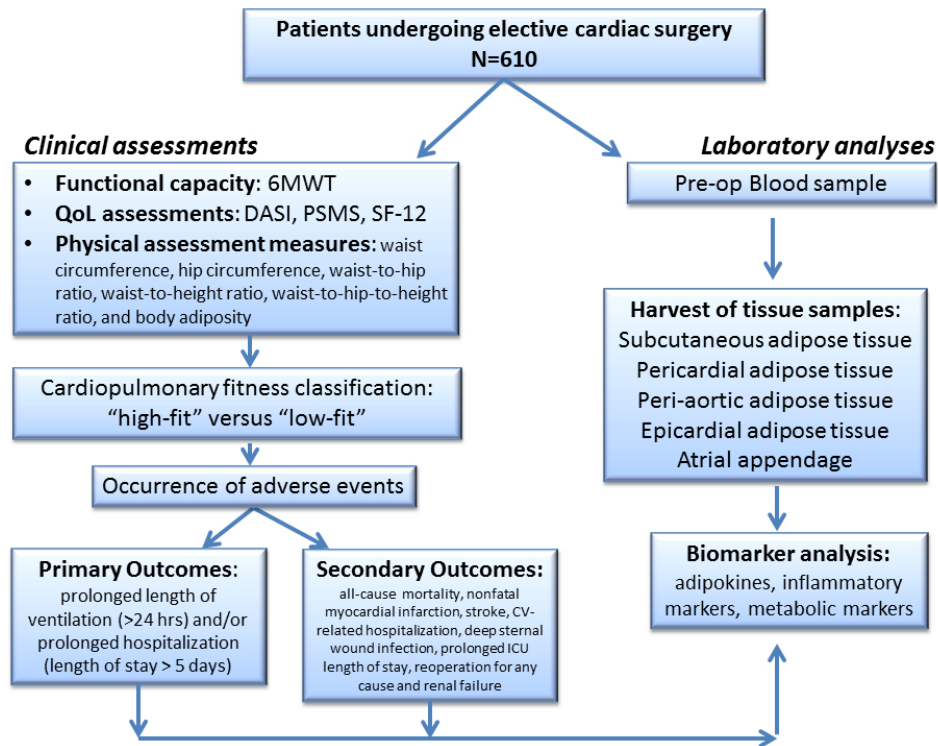 Patients undergoing elective cardiac surgery
N=610
Clinical assessments
• Functional capacity: 6MWT
• QoL assessments: DASI, PSMS, SF-12
• Physical assessment measures: waist
circumference, hip circumference, waist-to-hip
ratio, waist-to-height ratio, waist-to-hip-to-height
ratio, and body adiposity
Cardiopulmonary fitness classification:
“high-fit” versus “low-fit”
Occurrence of adverse events
Primary Outcomes:
prolonged length of
ventilation (>24 hrs) and/or
prolonged hospitalization
(length of stay > 5 days)
Secondary Outcomes:
all-cause mortality, nonfatal
myocardial infarction, stroke, CV-
related hospitalization, deep sternal
wound infection, prolonged ICU
length of stay, reoperation for any
cause and renal failure
Laboratory analyses
Pre-op Blood sample
Harvest of tissue samples:
Subcutaneous adipose tissue
Pericardial adipose tissue
Peri-aortic adipose tissue
Epicardial adipose tissue
Atrial appendage
Biomarker analysis:
adipokines, inflammatory
markers, metabolic markers